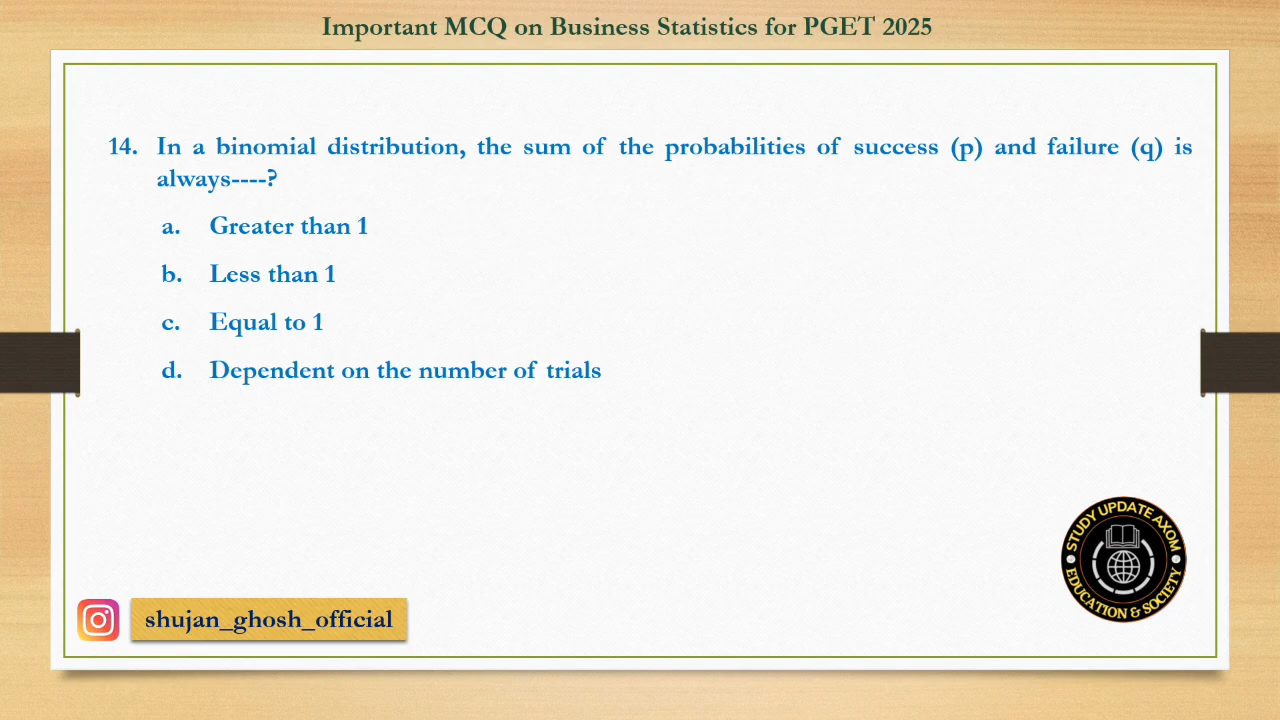 Important MCQ on Business Statistics for PGET 2025
14. In a binomial distribution, the sum of the probabilities of success (p) and failure (q) is
always----?
a. Greater than 1
b. Less than 1
c. Equal to 1
d. Dependent on the number of trials
STUDY UPDATE AXOM
EDUCATION & SOCIETY
shujan_ghosh_official